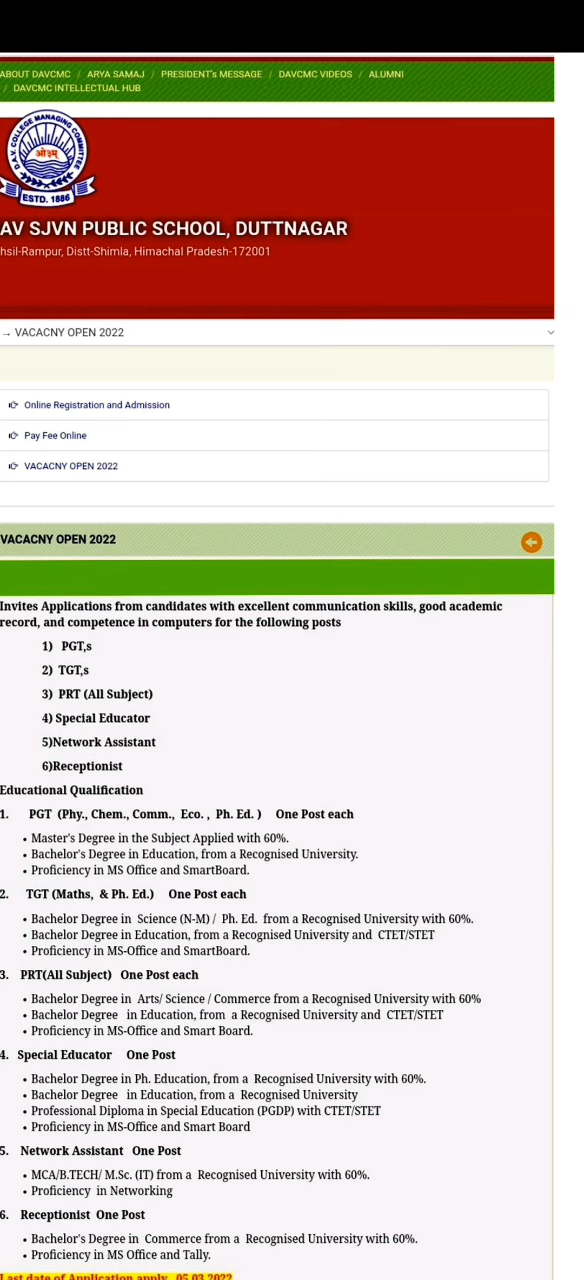 ABOUT DAVCMC / ARYA SAMAJ / PRESIDENT's MESSAGE / DAVCMC VIDEOS / ALUMNI
/ DAVCMC INTELLECTUAL HUB
D.A.V. COLLEGE MANAGING COMMITTEE
ओ३म्
ESTD. 1886
AV SJVN PUBLIC SCHOOL, DUTTNAGAR
hsil-Rampur, Distt-Shimla, Himachal Pradesh-172001
→ VACACNY OPEN 2022
Online Registration and Admission
Pay Fee Online
VACACNY OPEN 2022
VACACNY OPEN 2022
Invites Applications from candidates with excellent communication skills, good academic
record, and competence in computers for the following posts
1) PGT,s
2) TGT,s
3) PRT (All Subject)
4) Special Educator
5)Network Assistant
6)Receptionist
Educational Qualification
1. PGT (Phy., Chem., Comm., Eco. , Ph. Ed. ) One Post each
• Master's Degree in the Subject Applied with 60%.
• Bachelor's Degree in Education, from a Recognised University.
• Proficiency in MS Office and SmartBoard.
2. TGT (Maths, & Ph. Ed.) One Post each
• Bachelor Degree in Science (N-M) / Ph. Ed. from a Recognised University with 60%.
• Bachelor Degree in Education, from a Recognised University and CTET/STET
• Proficiency in MS-Office and SmartBoard.
3. PRT(All Subject) One Post each
• Bachelor Degree in Arts/ Science / Commerce from a Recognised University with 60%
• Bachelor Degree in Education, from a Recognised University and CTET/STET
• Proficiency in MS-Office and Smart Board.
4. Special Educator One Post
• Bachelor Degree in Ph. Education, from a Recognised University with 60%.
• Bachelor Degree in Education, from a Recognised University
• Professional Diploma in Special Education (PGDP) with CTET/STET
• Proficiency in MS-Office and Smart Board
5. Network Assistant One Post
• MCA/B.TECH/ M.Sc. (IT) from a Recognised University with 60%.
• Proficiency in Networking
6. Receptionist One Post
• Bachelor's Degree in Commerce from a Recognised University with 60%.
• Proficiency in MS Office and Tally.
Last date of Application apply 05.03.2022